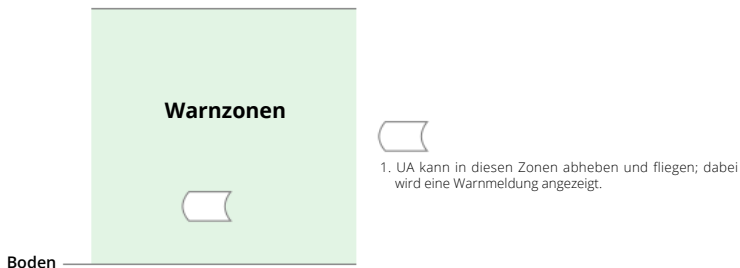 Warnzonen
1. UA kann in diesen Zonen abheben und fliegen; dabei
wird eine Warnmeldung angezeigt.
Boden